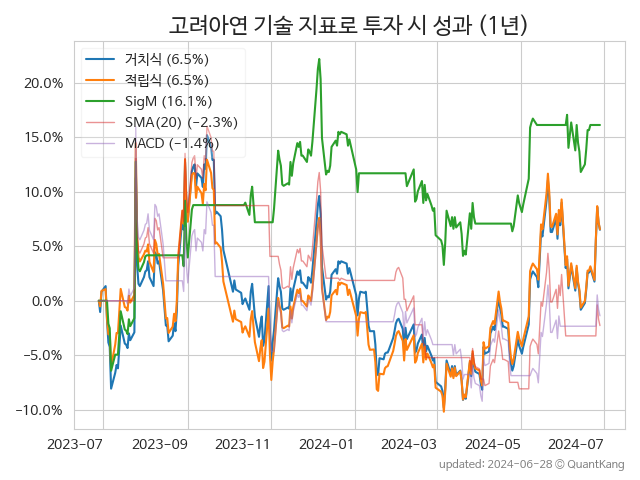 고려아연 기술 지표로 투자 시 성과 (1년)
거치식 (6.5%)
적립식 (6.5%)
SigM (16.1%)
SMA(20) (−2.3%)
MACD (−1.4%)
20.0%
15.0%
10.0%
5.0%
0.0%
−5.0%
−10.0%
2023-07 2023-09 2023-11 2024-01 2024-03 2024-05 2024-07
updated: 2024-06-28 © QuantKang